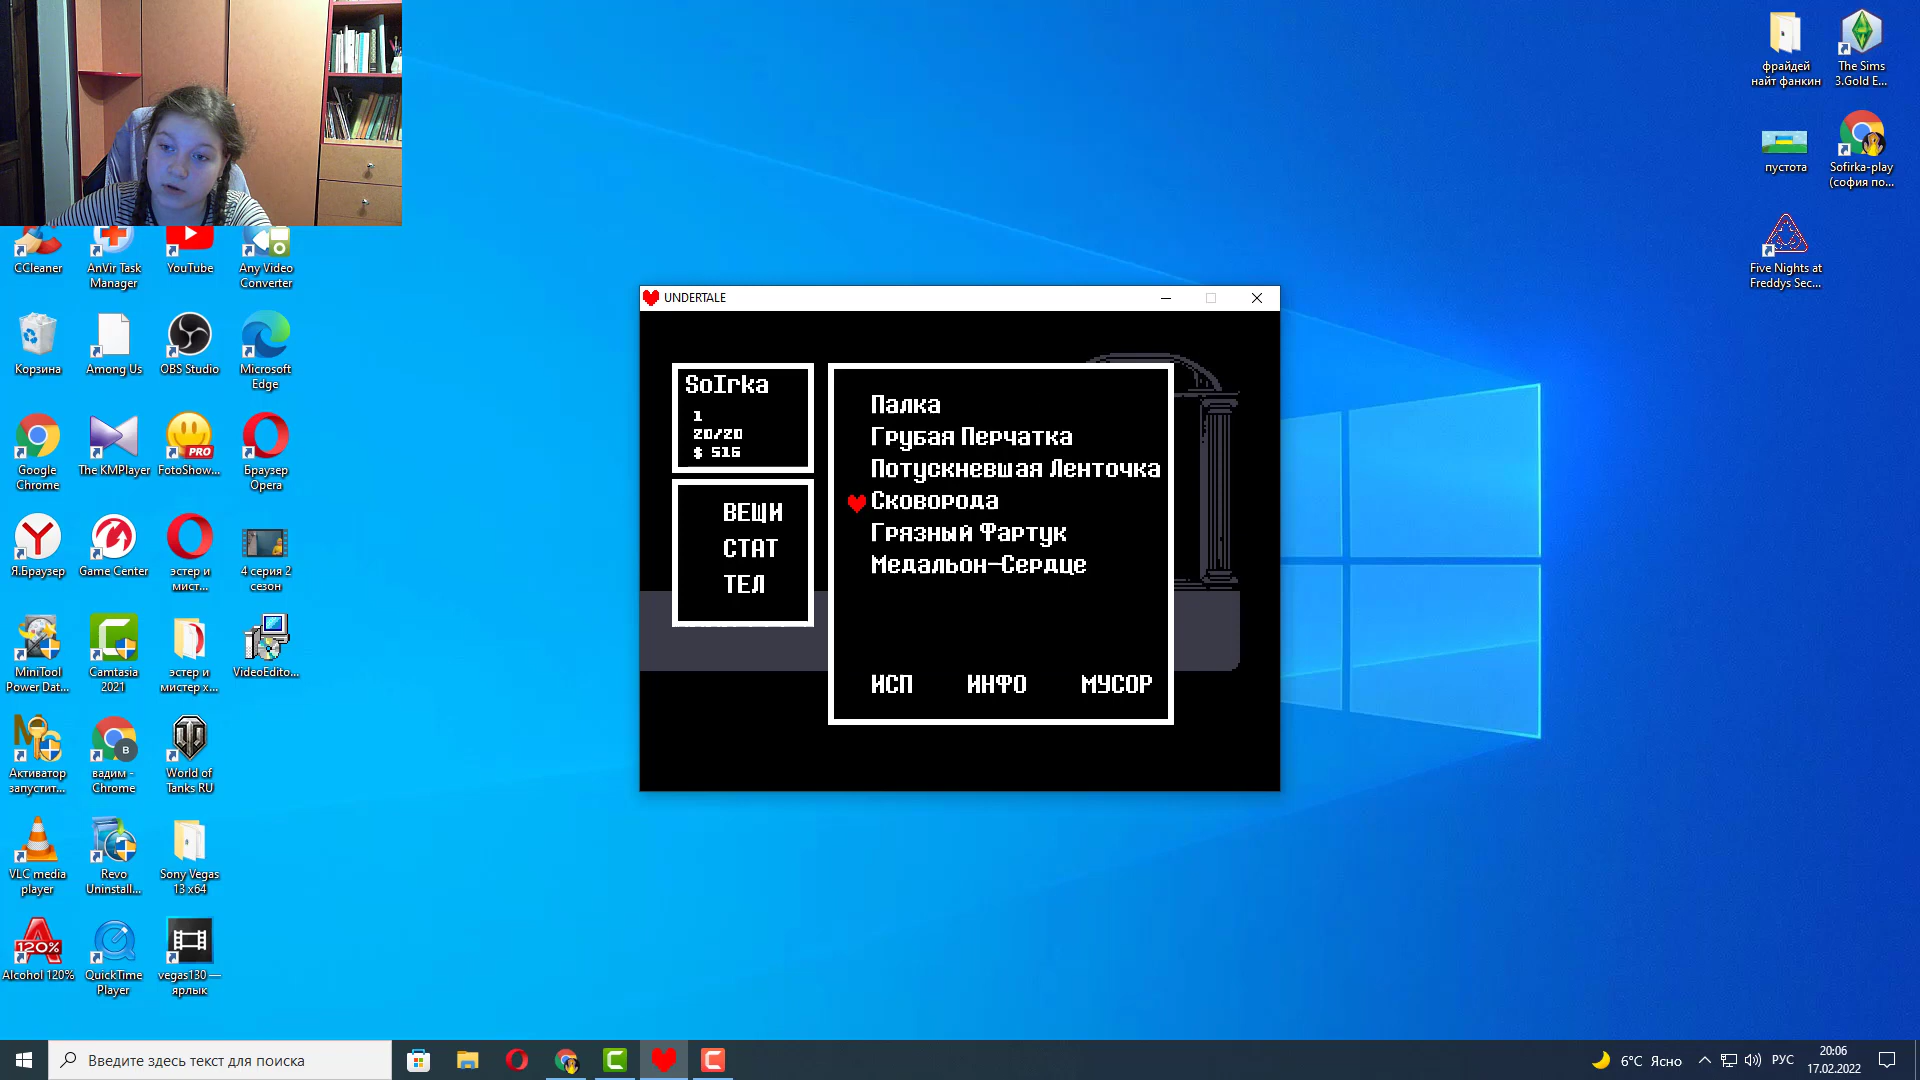 CCleaner
AnVir Task
Manager
YouTube
Any Video
Converter
Корзина
Among Us
OBS Studio
Microsoft
Edge
Google
Chrome
The KMPlayer
PRO
FotoShow...
Браузер
Opera
Я.Браузер
Game Center
эстер и
мист...
4 серия 2
сезон
MiniTool
Power Dat...
Camtasia
2021
эстер и
мистер х...
VideoEdito...
Активатор
запустит...
B
вадим -
Chrome
World of
Tanks RU
VLC media
player
Revo
Uninstall...
Sony Vegas
13 x64
120%
Alcohol 120%
QuickTime
Player
vegas130 —
ярлык
UNDERTALE
SoIrka
1
20/20
$ 516
ВЕЩИ
СТАТ
ТЕЛ
Палка
Грубая Перчатка
Потускневшая Ленточка
Сковорода
Грязный Фартук
Медальон-Сердце
ИСП ИНФО МУСОР
фрайдей
найт фанкин
The Sims
3.Gold E...
пустота
Sofirka-play
(софия по...
Five Nights at
Freddys Sec...
Введите здесь текст для поиска
6°C Ясно
РУС
20:06
17.02.2022